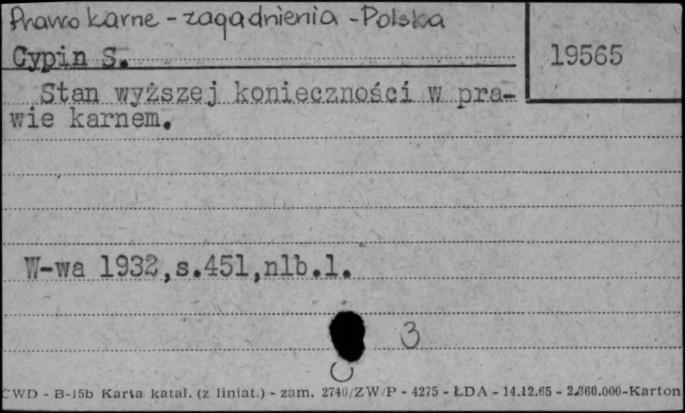 Prawo karne - zagadnienia - Polska
Cypin S.
19565
Stan wyższej konieczności w pra-
wie karnem.
W-wa 1932,s.451,nlb.1.
3
CWD - B-15b Karta katal. (z liniat.) - zam. 2740/ZW/P - 4275 - ŁDA - 14.12.65 - 2.360.000-Karton